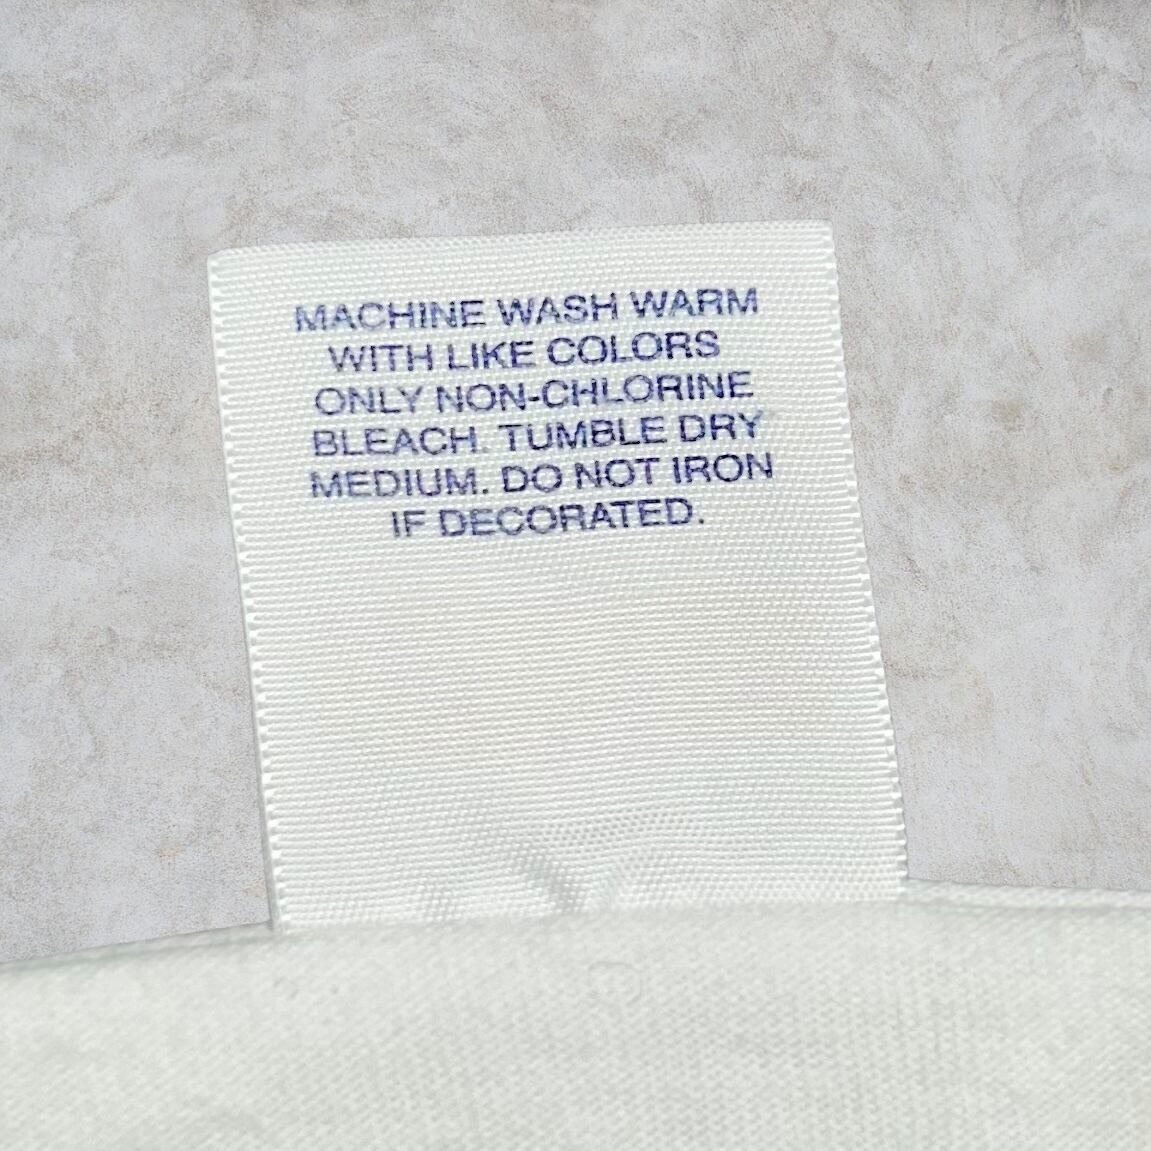 MACHINE WASH WARM
WITH LIKE COLORS
ONLY NON-CHLORINE
BLEACH. TUMBLE DRY
MEDIUM. DO NOT IRON
IF DECORATED.